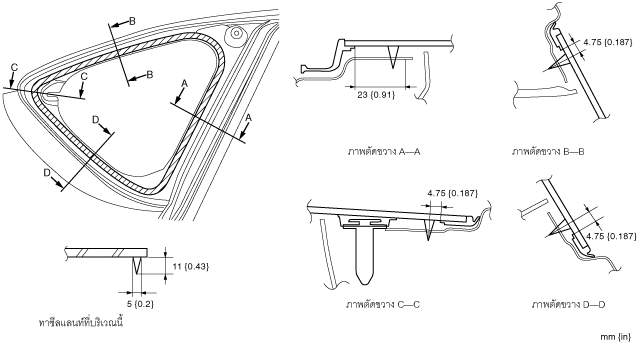 B
B
C
C
A
A
D
D
23 {0.91}
ภาพตัดขวาง A—A
4.75 {0.187}
ภาพตัดขวาง B—B
11 {0.43}
5 {0.2}
ทาซีลแลนท์ที่บริเวณนี้
4.75 {0.187}
ภาพตัดขวาง C—C
4.75 {0.187}
ภาพตัดขวาง D—D
mm {in}